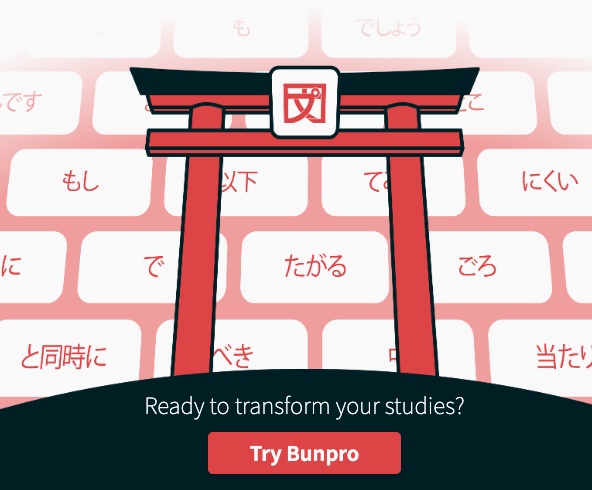 も でしょう
です こ
もし 以下 て にくい
に で たがる ごろ
と同時に べき 当たり
Ready to transform your studies?
Try Bunpro